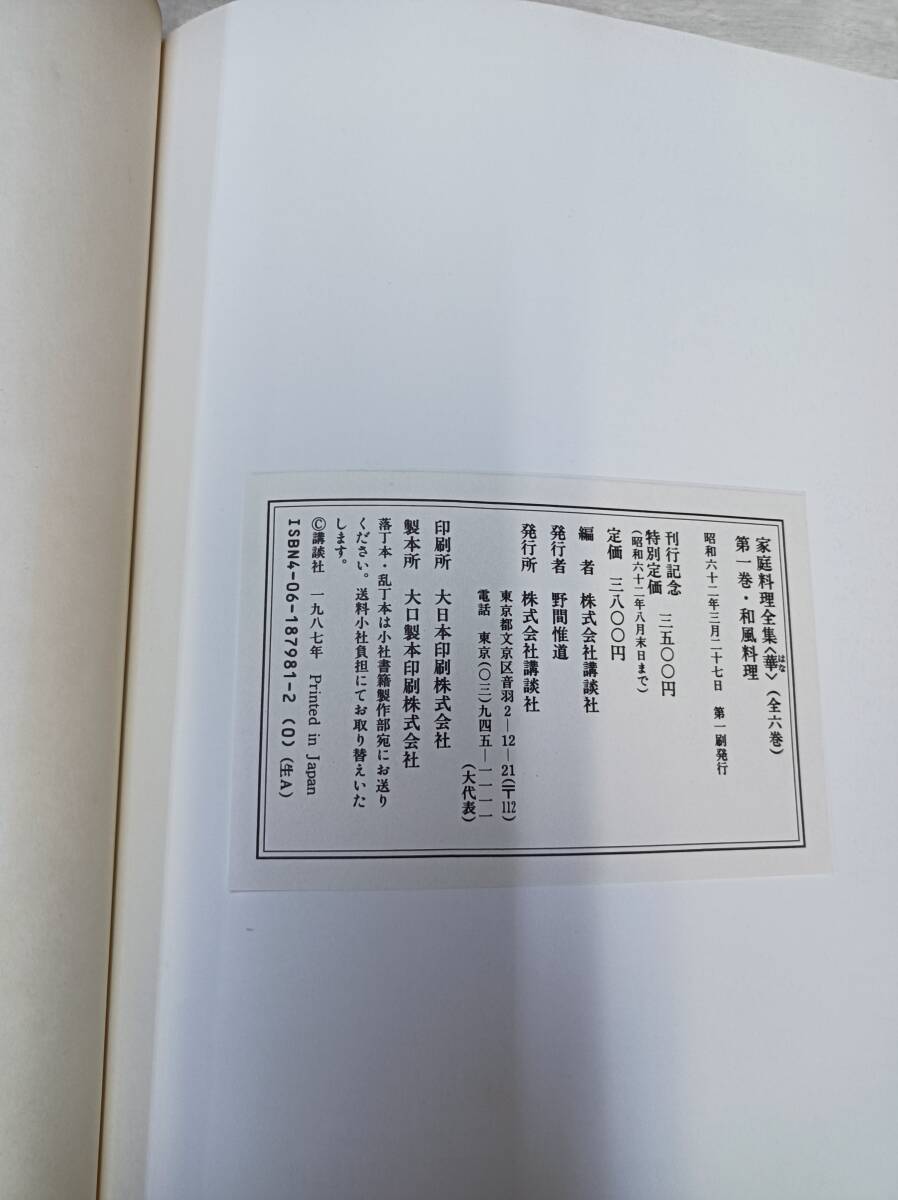 家庭料理全集〈華〉(全六巻)
はな
第一巻・和風料理
昭和六十二年三月二十七日 第一刷発行
刊行記念
特別定価 三五〇〇円
(昭和六十二年八月末日まで)
定価 三八〇〇円
編者 株式会社講談社
発行者 野間惟道
発行所 株式会社講談社
東京都文京区音羽2―12―21(〒112)
電話 東京(〇三)九四五―一一一一
(大代表)
印刷所 大日本印刷株式会社
製本所 大口製本印刷株式会社
落丁本・乱丁本は小社書籍製作部宛にお送り
ください。送料小社負担にてお取り替えいた
します。
©講談社 一九八七年 Printed in Japan
ISBN4-06-187981-2 (0) (生A)